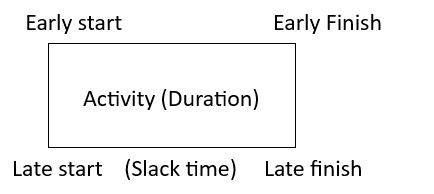 Early start Early Finish
Activity (Duration)
Late start (Slack time) Late finish